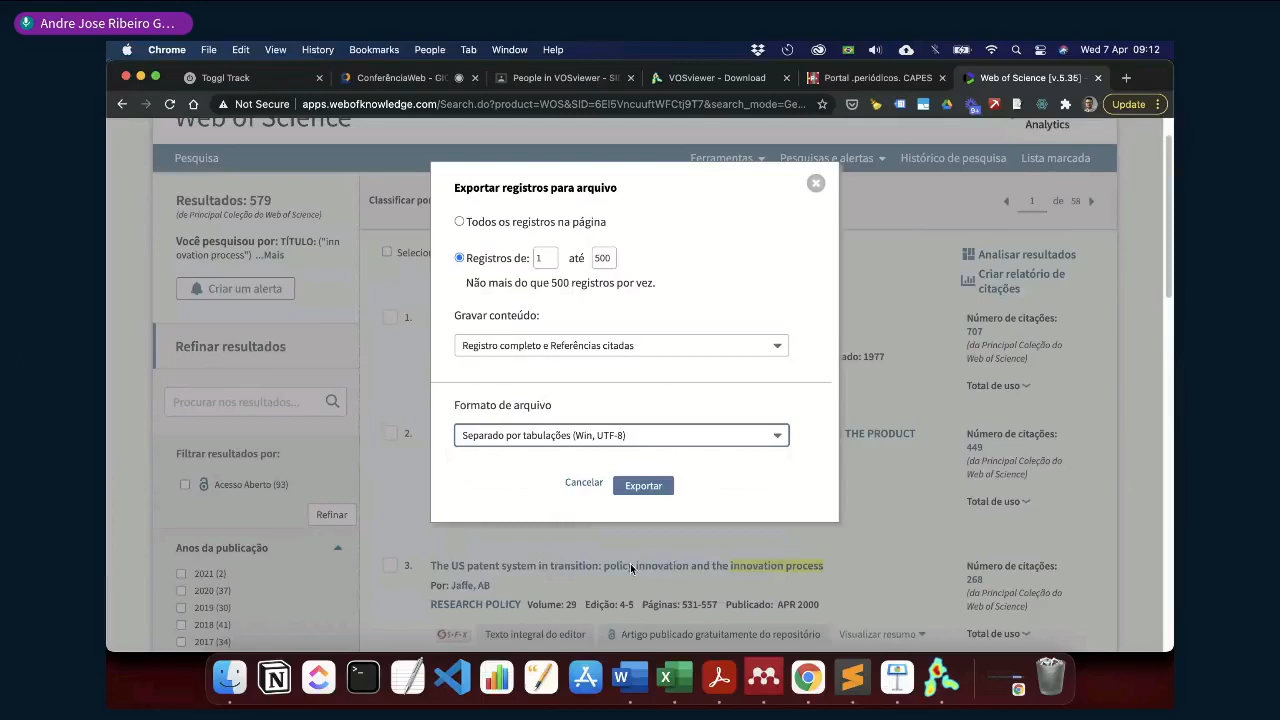 Andre Jose Ribeiro G...
Chrome File Edit View History Bookmarks People Tab Window Help Wed 7 Apr 09:12
Toggl Track
ConferênciaWeb - GIC
People in VOSviewer - SIE
VOSviewer - Download
Portal .periódicos. CAPES
Web of Science [v.5.35]
Not Secure apps.webofknowledge.com/Search.do?product=WOS&SID=6EI5VncuuftWFCtj9T7&search_mode=Ge... Update
Web of Science
Analytics
Pesquisa Ferramentas Pesquisas e alertas Histórico de pesquisa Lista marcada
Resultados: 579
(de Principal Coleção do Web of Science)
Você pesquisou por: TÍTULO: ("inn
ovation process") ...Mais
Criar um alerta
Refinar resultados
Procurar nos resultados...
Filtrar resultados por:
Acesso Aberto (93)
Refinar
Anos da publicação
2021 (2)
2020 (37)
2019 (30)
2018 (41)
2017 (34)
Classificar por
1 de 58
Selecion
1.
2.
Exportar registros para arquivo
Todos os registros na página
Registros de: 1 até 500
Não mais do que 500 registros por vez.
Gravar conteúdo:
Registro completo e Referências citadas
Formato de arquivo
Separado por tabulações (Win, UTF-8)
Cancelar Exportar
ado: 1977
THE PRODUCT
3. The US patent system in transition: policy innovation and the innovation process
Por: Jaffe, AB
RESEARCH POLICY Volume: 29 Edição: 4-5 Páginas: 531-557 Publicado: APR 2000
S·F·X Texto integral do editor Artigo publicado gratuitamente do repositório Visualizar resumo
Analisar resultados
Criar relatório de
citações
Número de citações:
707
(da Principal Coleção do
Web of Science)
Total de uso
Número de citações:
449
(da Principal Coleção do
Web of Science)
Total de uso
Número de citações:
268
(da Principal Coleção do
Web of Science)
Total de uso